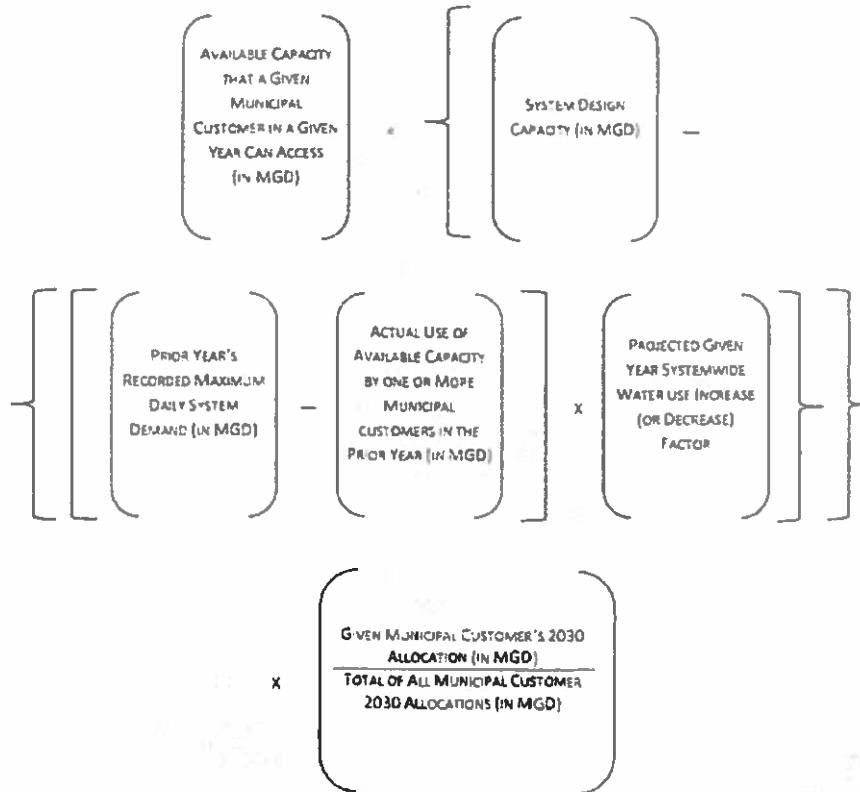 AVAILABLE CAPACITY
THAT A GIVEN
MUNICIPAL
CUSTOMER IN A GIVEN
YEAR CAN ACCESS
(IN MGD)
SYSTEM DESIGN
CAPACITY (IN MGD)
—
PRIOR YEAR'S
RECORDED MAXIMUM
DAILY SYSTEM
DEMAND (IN MGD)
—
ACTUAL USE OF
AVAILABLE CAPACITY
BY ONE OR MORE
MUNICIPAL
CUSTOMERS IN THE
PRIOR YEAR (IN MGD)
x
PROJECTED GIVEN
YEAR SYSTEMWIDE
WATER USE INCREASE
(OR DECREASE)
FACTOR
x
GIVEN MUNICIPAL CUSTOMER'S 2030
ALLOCATION (IN MGD)
TOTAL OF ALL MUNICIPAL CUSTOMER
2030 ALLOCATIONS (IN MGD)